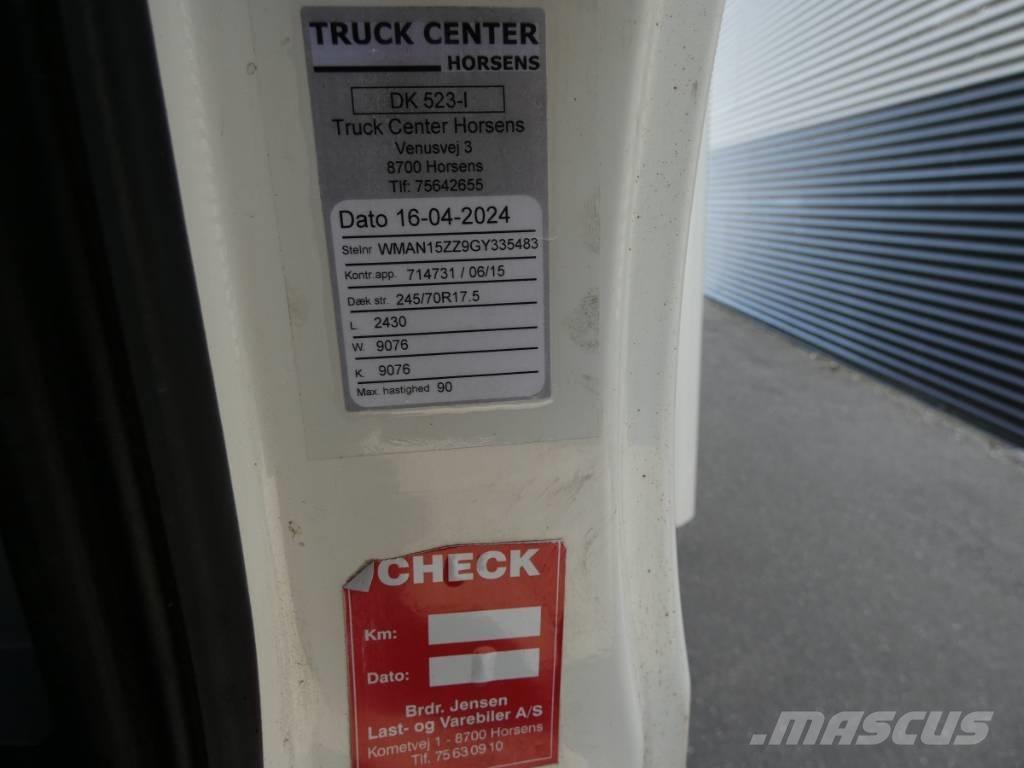 TRUCK CENTER
HORSENS
DK 523-I
Truck Center Horsens
Venusvej 3
8700 Horsens
Tlf: 75642655
Dato 16-04-2024
Stelnr WMAN15ZZ9GY335483
Kontr.app. 714731 / 06/15
Dæk str. 245/70R17.5
L. 2430
W. 9076
K. 9076
Max. hastighed 90
CHECK
Km:
Dato:
Brdr. Jensen
Last- og Varebiler A/S
Kometvej 1 - 8700 Horsens
Tlf. 75 63 09 10
MASCUS